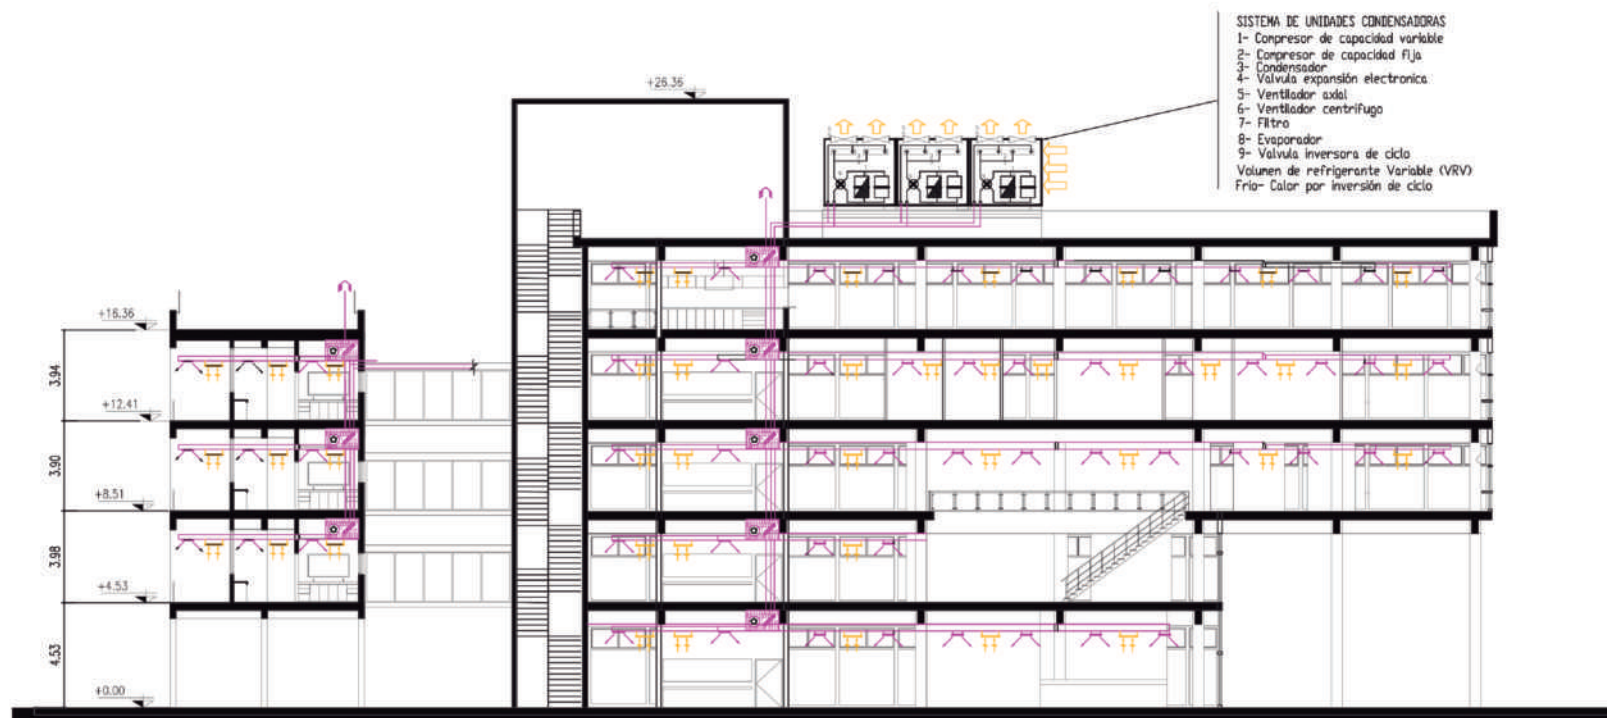 SISTEMA DE UNIDADES CONDENSADORAS
1- Compresor de capacidad variable
2- Compresor de capacidad fija
3- Condensador
4- Valvula expansión electronica
5- Ventilador axial
6- Ventilador centrifugo
7- Filtro
8- Evaporador
9- Valvula inversora de ciclo
Volumen de refrigerante Variable (VRV)
Frio- Calor por inversión de ciclo
+26.36
+16.36
3.94
+12.41
3.90
+8.51
3.98
+4.53
4.53
+0.00